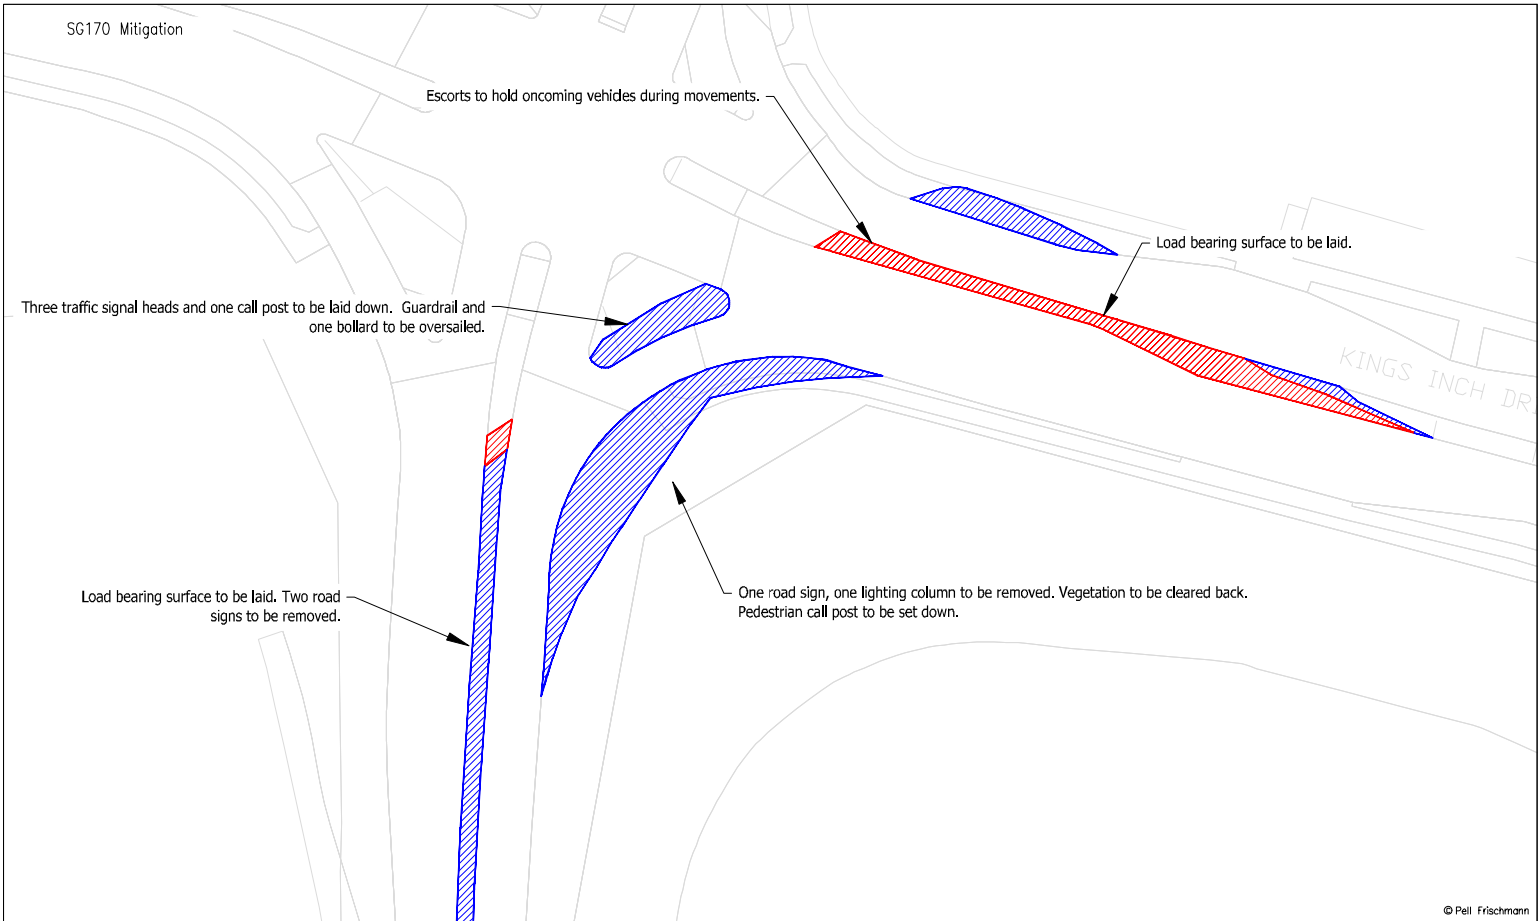 SG170 Mitigation
Escorts to hold oncoming vehicles during movements.
Load bearing surface to be laid.
Three traffic signal heads and one call post to be laid down.  Guardrail and
one bollard to be oversailed.
KINGS INCH DR
Load bearing surface to be laid. Two road
signs to be removed.
One road sign, one lighting column to be removed. Vegetation to be cleared back.
Pedestrian call post to be set down.
© Pell Frischmann